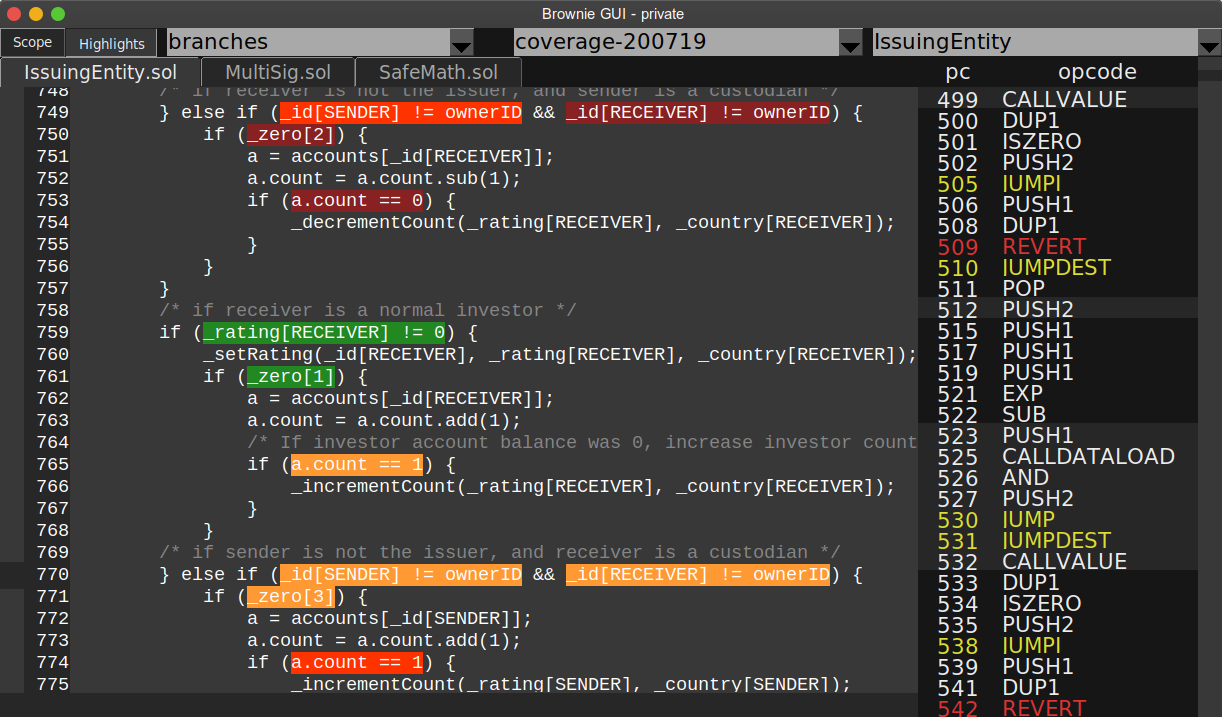 Brownie GUI - private
Scope Highlights branches coverage-200719 IssuingEntity
IssuingEntity.sol MultiSig.sol SafeMath.sol
748 /* if receiver is not the issuer, and sender is a custodian */
749 } else if (_id[SENDER] != ownerID && _id[RECEIVER] != ownerID) {
750 if (_zero[2]) {
751 a = accounts[_id[RECEIVER]];
752 a.count = a.count.sub(1);
753 if (a.count == 0) {
754 _decrementCount(_rating[RECEIVER], _country[RECEIVER]);
755 }
756 }
757 }
758 /* if receiver is a normal investor */
759 if (_rating[RECEIVER] != 0) {
760 _setRating(_id[RECEIVER], _rating[RECEIVER], _country[RECEIVER]);
761 if (_zero[1]) {
762 a = accounts[_id[RECEIVER]];
763 a.count = a.count.add(1);
764 /* If investor account balance was 0, increase investor count
765 if (a.count == 1) {
766 _incrementCount(_rating[RECEIVER], _country[RECEIVER]);
767 }
768 }
769 /* if sender is not the issuer, and receiver is a custodian */
770 } else if (_id[SENDER] != ownerID && _id[RECEIVER] != ownerID) {
771 if (_zero[3]) {
772 a = accounts[_id[SENDER]];
773 a.count = a.count.add(1);
774 if (a.count == 1) {
775 _incrementCount(_rating[SENDER], _country[SENDER]);
pc opcode
499 CALLVALUE
500 DUP1
501 ISZERO
502 PUSH2
505 JUMPI
506 PUSH1
508 DUP1
509 REVERT
510 JUMPDEST
511 POP
512 PUSH2
515 PUSH1
517 PUSH1
519 PUSH1
521 EXP
522 SUB
523 PUSH1
525 CALLDATALOAD
526 AND
527 PUSH2
530 JUMP
531 JUMPDEST
532 CALLVALUE
533 DUP1
534 ISZERO
535 PUSH2
538 JUMPI
539 PUSH1
541 DUP1
542 REVERT